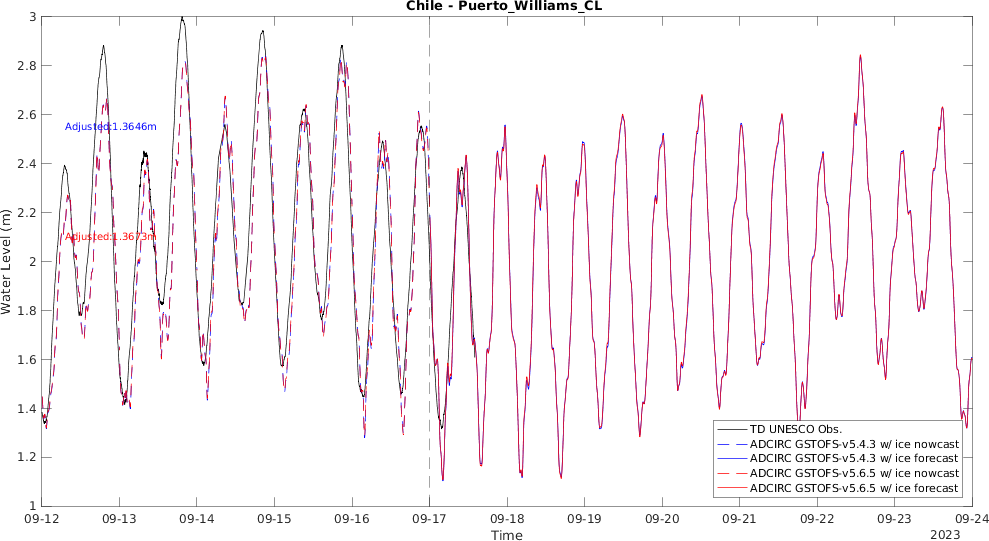 Chile - Puerto_Williams_CL
3
2.8
2.6
2.4
2.2
2
1.8
1.6
1.4
1.2
1
Water Level (m)
Adjusted:1.3646m
Adjusted:1.3673m
TD UNESCO Obs.
ADCIRC GSTOFS-v5.4.3 w/ ice nowcast
ADCIRC GSTOFS-v5.4.3 w/ ice forecast
ADCIRC GSTOFS-v5.6.5 w/ ice nowcast
ADCIRC GSTOFS-v5.6.5 w/ ice forecast
09-12 09-13 09-14 09-15 09-16 09-17 09-18 09-19 09-20 09-21 09-22 09-23 09-24
Time
2023